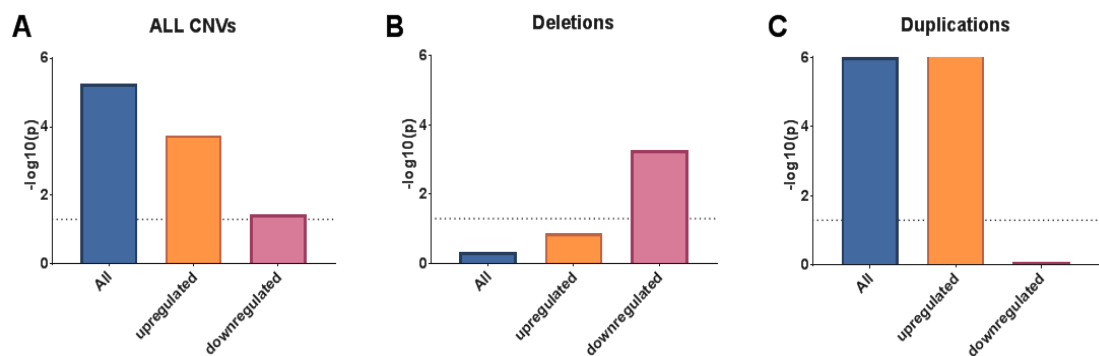 A
ALL CNVs
-log10(p)
6
4
2
0
All
upregulated
downregulated
B
Deletions
-log10(p)
6
4
2
0
All
upregulated
downregulated
C
Duplications
-log10(p)
6
4
2
0
All
upregulated
downregulated